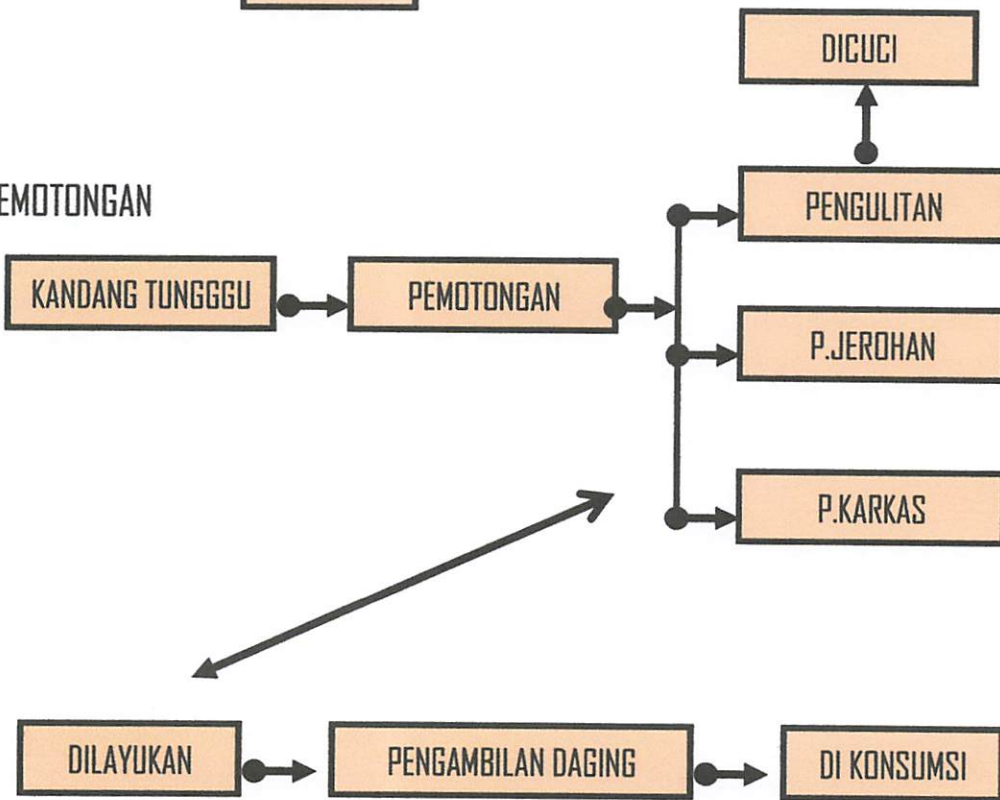 DICUCI
EMOTONGAN
PENGULITAN
KANDANG TUNGGGU
PEMOTONGAN
P.JEROHAN
P.KARKAS
DILAYUKAN
PENGAMBILAN DAGING
DI KONSUMSI